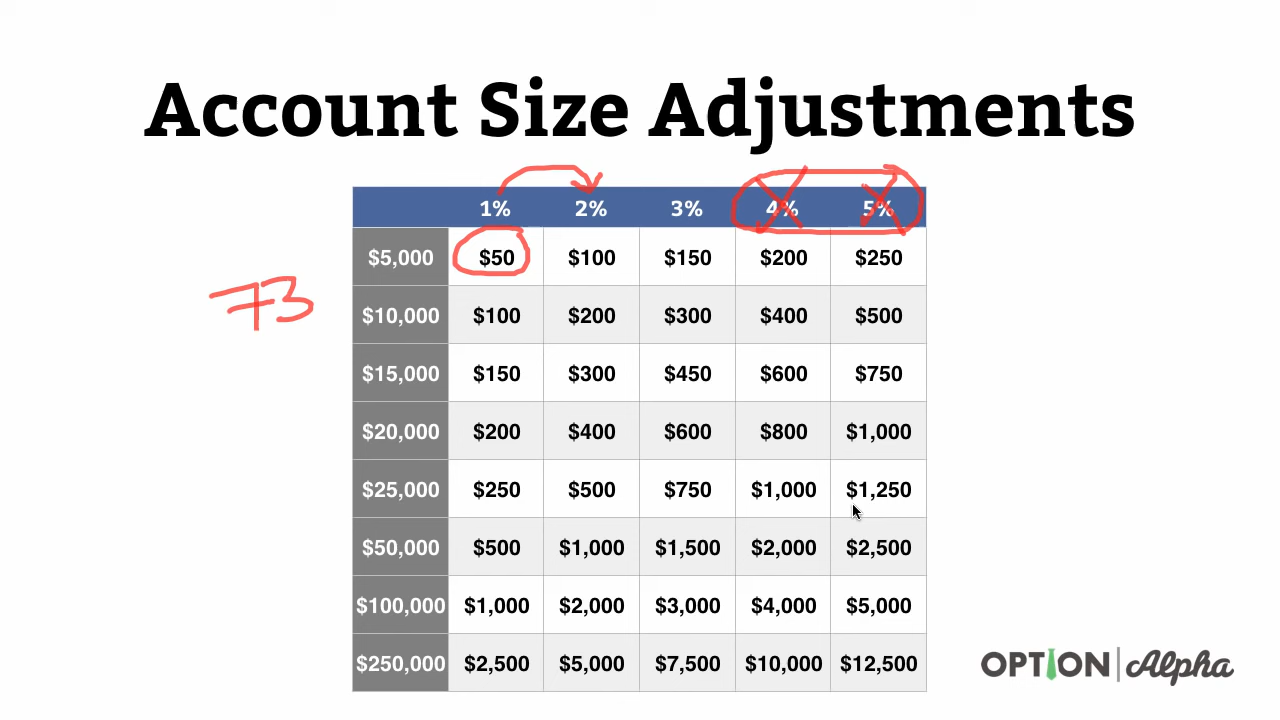 Account Size Adjustments
1% 2% 3% 4% 5%
$5,000 $50 $100 $150 $200 $250
73
$10,000 $100 $200 $300 $400 $500
$15,000 $150 $300 $450 $600 $750
$20,000 $200 $400 $600 $800 $1,000
$25,000 $250 $500 $750 $1,000 $1,250
$50,000 $500 $1,000 $1,500 $2,000 $2,500
$100,000 $1,000 $2,000 $3,000 $4,000 $5,000
$250,000 $2,500 $5,000 $7,500 $10,000 $12,500
OPTION | Alpha